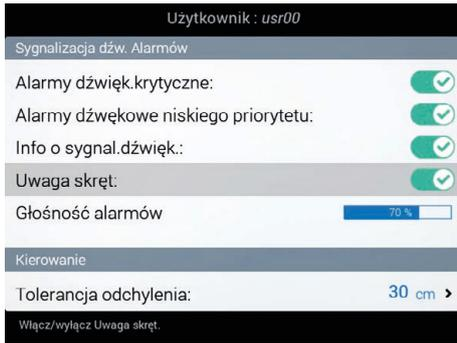 Użytkownik : usr00
Sygnalizacja dźw. Alarmów
Alarmy dźwięk.krytyczne:
Alarmy dźwękowe niskiego priorytetu:
Info o sygnal.dźwięk.:
Uwaga skręt:
Głośność alarmów 70 %
Kierowanie
Tolerancja odchylenia: 30 cm >
Włącz/wyłącz Uwaga skręt.